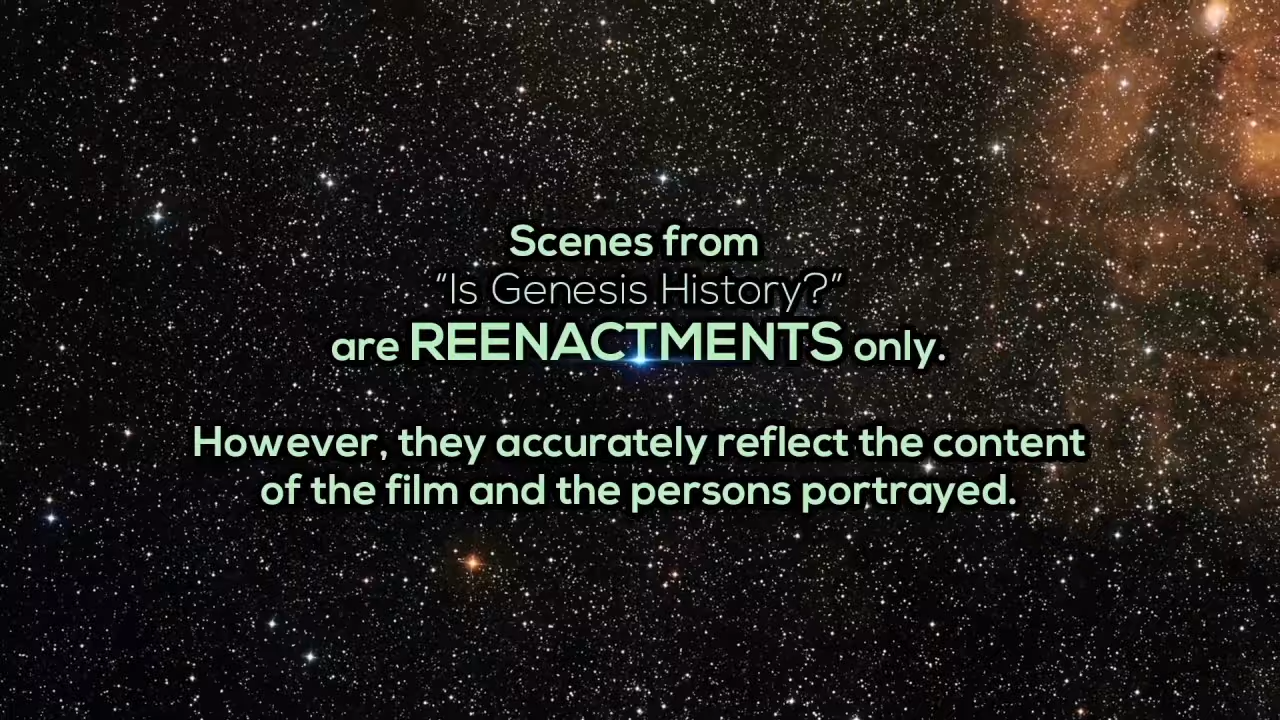 Scenes from
"Is Genesis History?"
are REENACTMENTS only.
However, they accurately reflect the content
of the film and the persons portrayed.